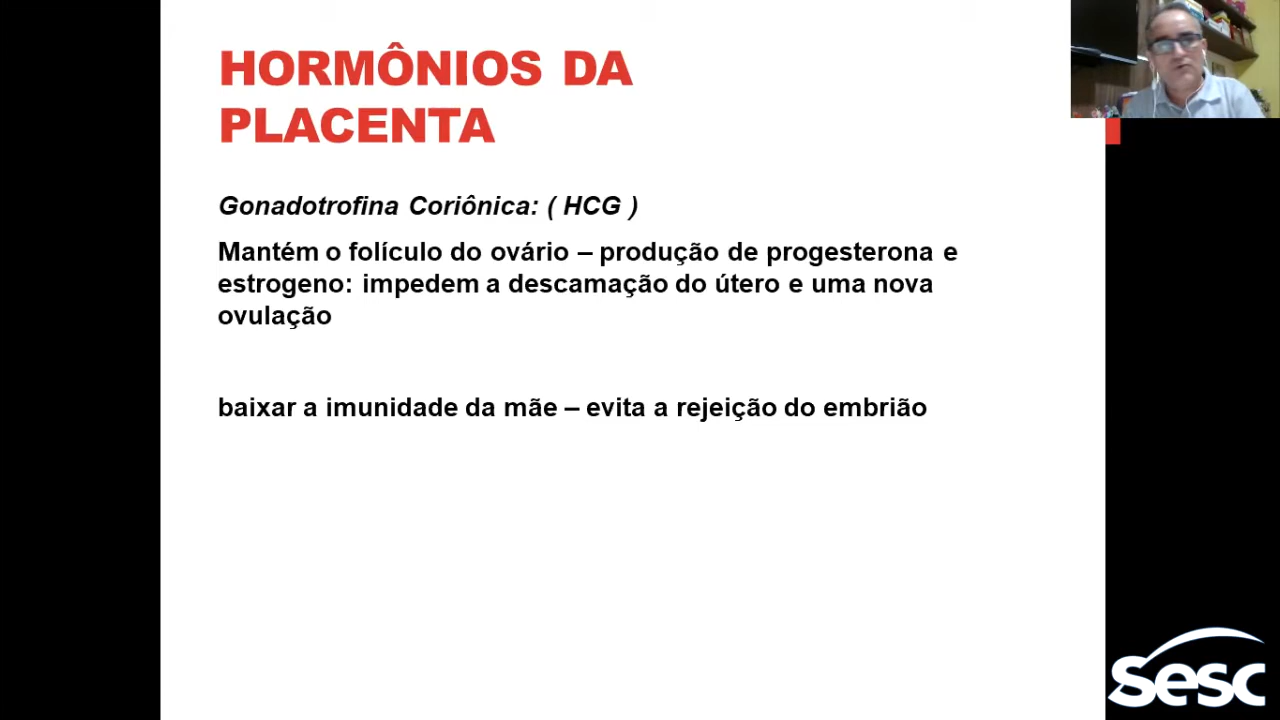 HORMÔNIOS DA
PLACENTA
Gonadotrofina Coriônica: ( HCG )
Mantém o folículo do ovário – produção de progesterona e
estrogeno: impedem a descamação do útero e uma nova
ovulação
baixar a imunidade da mãe – evita a rejeição do embrião
Sesc